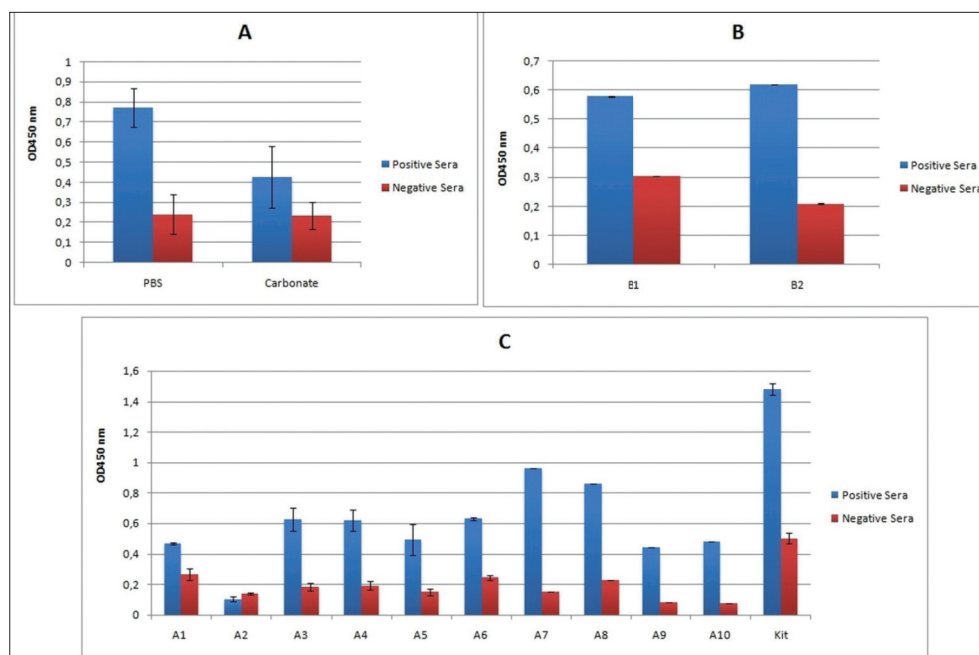 A
OD450 nm
1
0,9
0,8
0,7
0,6
0,5
0,4
0,3
0,2
0,1
0
PBS
Carbonate
Positive Sera
Negative Sera
B
OD450 nm
0,7
0,6
0,5
0,4
0,3
0,2
0,1
0
E1
B2
Positive Sera
Negative Sera
C
OD450 nm
1,6
1,4
1,2
1
0,8
0,6
0,4
0,2
0
A1 A2 A3 A4 A5 A6 A7 A8 A9 A10 Kit
Positive Sera
Negative Sera